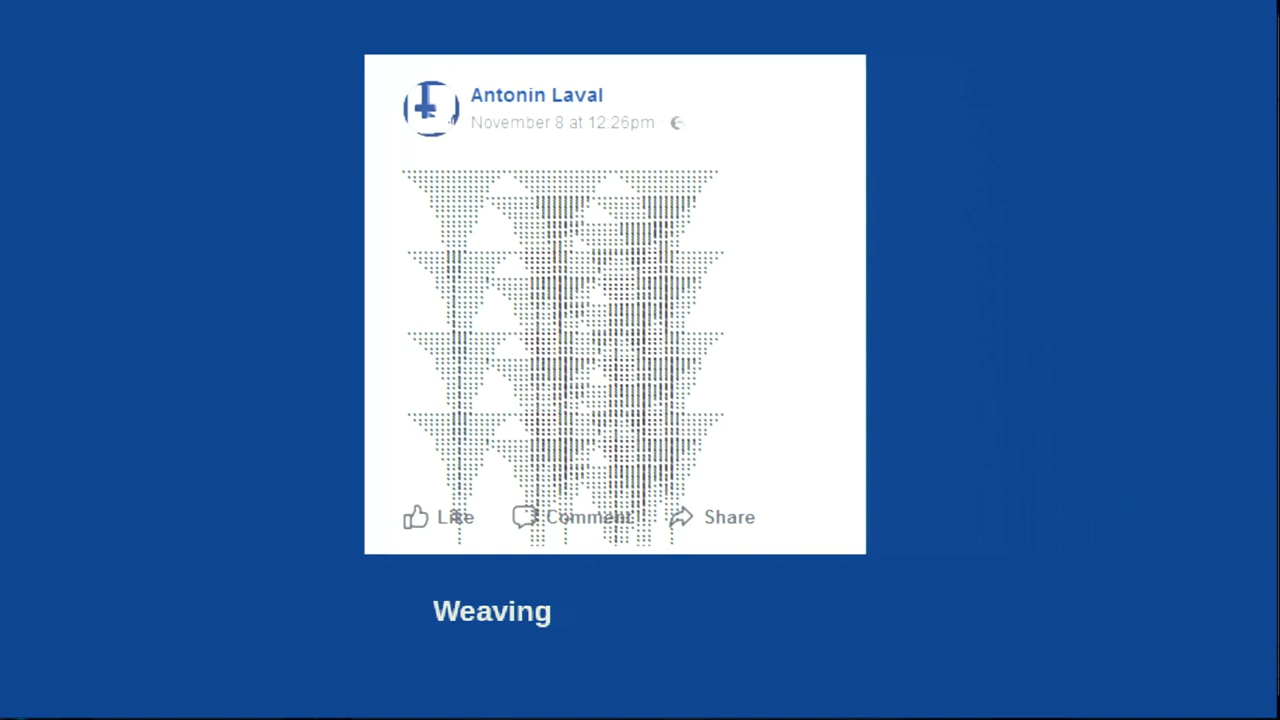 Antonin Laval
November 8 at 12:26pm ·
Like Comment Share
Weaving